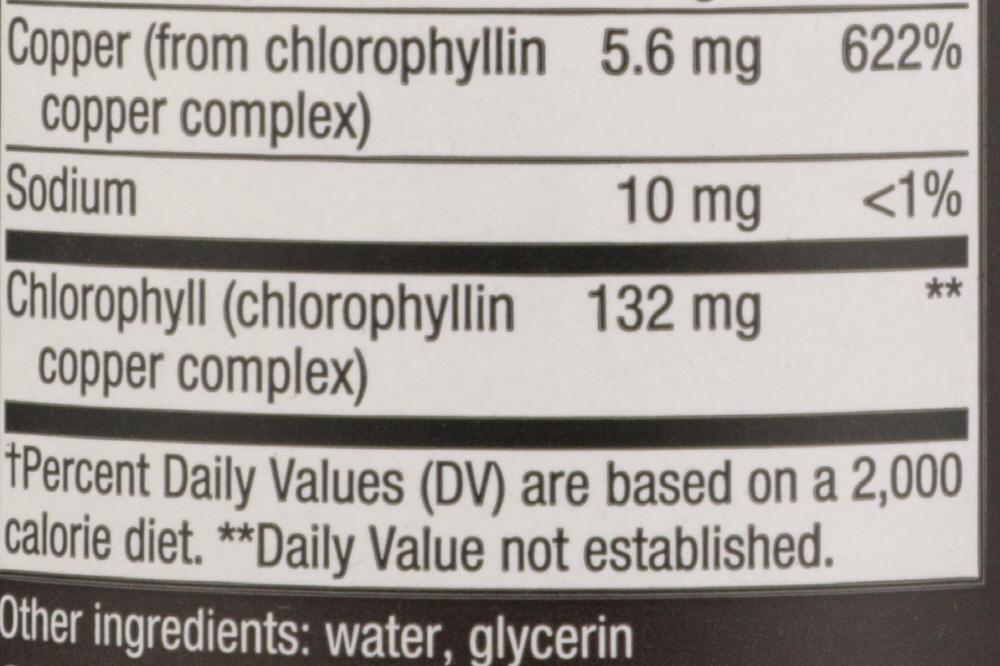 Copper (from chlorophyllin 5.6 mg 622%
copper complex)
Sodium 10 mg <1%
Chlorophyll (chlorophyllin 132 mg **
copper complex)
†Percent Daily Values (DV) are based on a 2,000
calorie diet. **Daily Value not established.
Other ingredients: water, glycerin